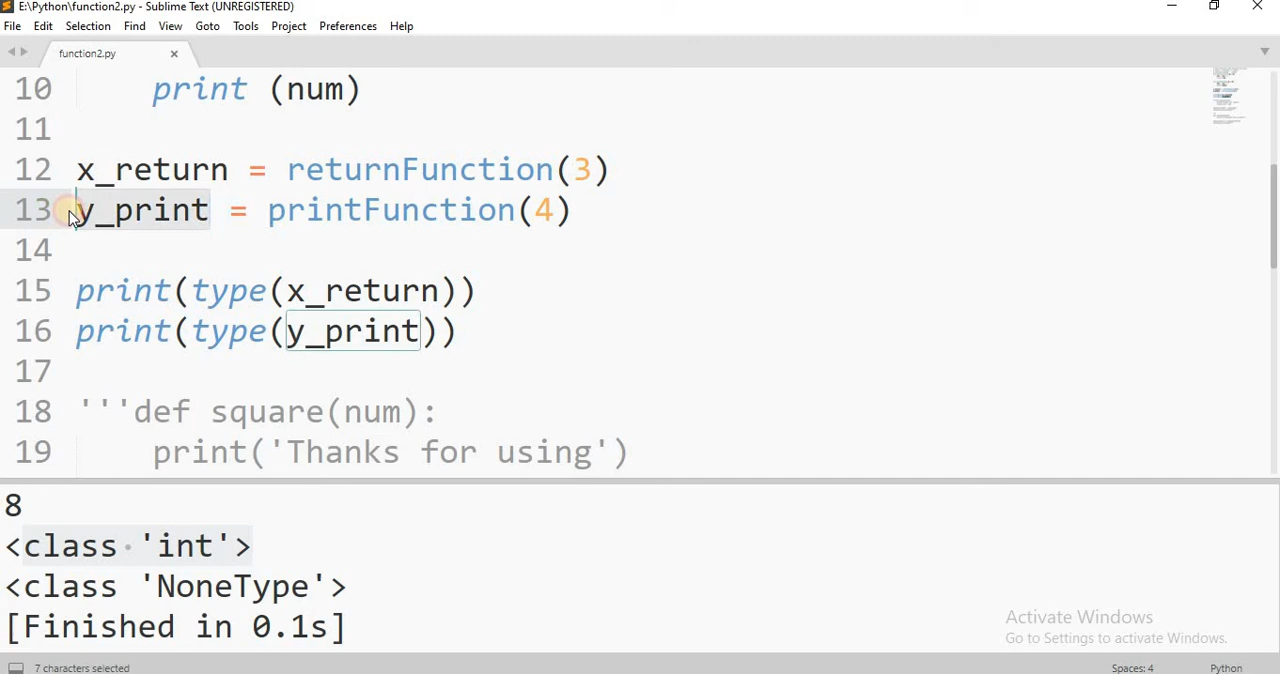 E:\Python\function2.py - Sublime Text (UNREGISTERED)
File Edit Selection Find View Goto Tools Project Preferences Help
function2.py
10 print (num)
11
12 x_return = returnFunction(3)
13 y_print = printFunction(4)
14
15 print(type(x_return))
16 print(type(y_print))
17
18 '''def square(num):
19 print('Thanks for using')
8
<class 'int'>
<class 'NoneType'>
[Finished in 0.1s]
Activate Windows
Go to Settings to activate Windows.
7 characters selected Spaces: 4 Python